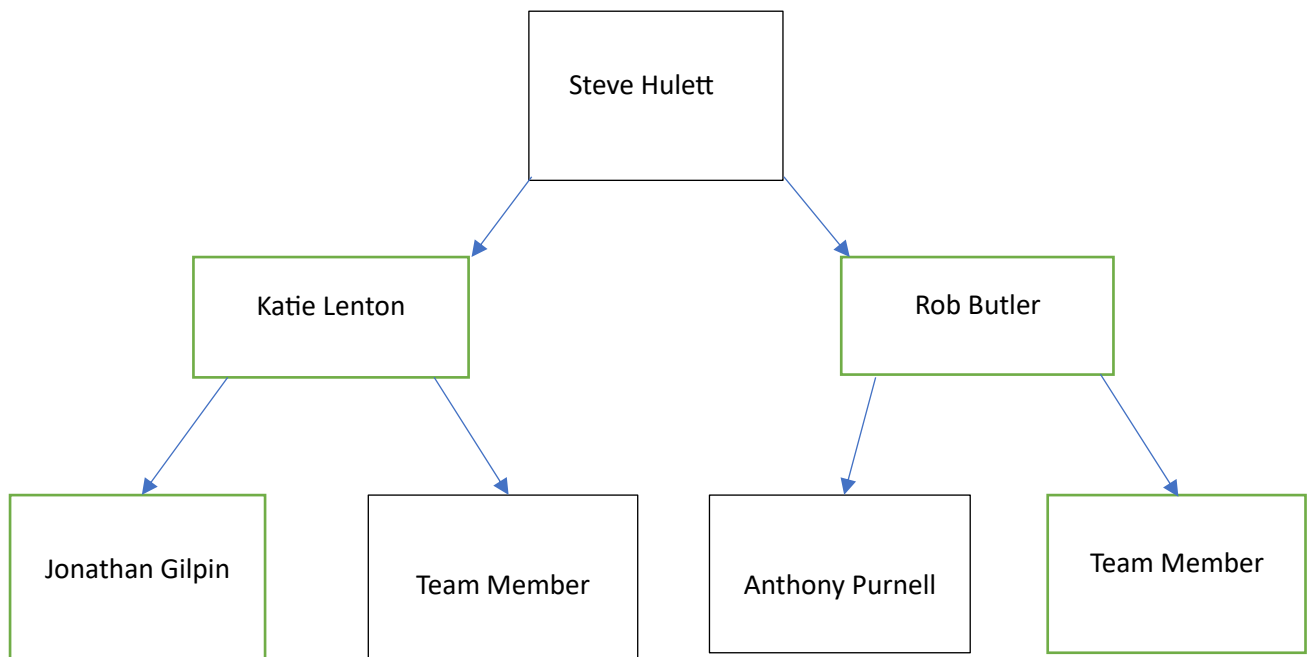 Steve Hulett
Katie Lenton
Rob Butler
Jonathan Gilpin
Team Member
Anthony Purnell
Team Member